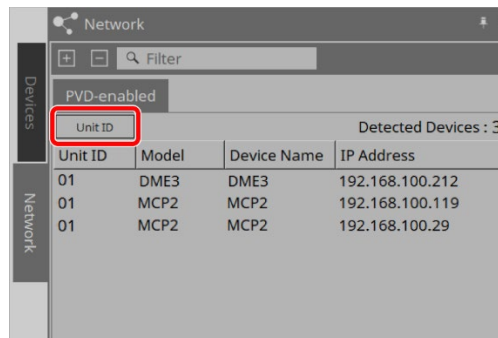 Network
Filter
Devices
PVD-enabled
Unit ID
Detected Devices : 3
Unit ID Model Device Name IP Address
01 DME3 DME3 192.168.100.212
01 MCP2 MCP2 192.168.100.119
01 MCP2 MCP2 192.168.100.29
Network